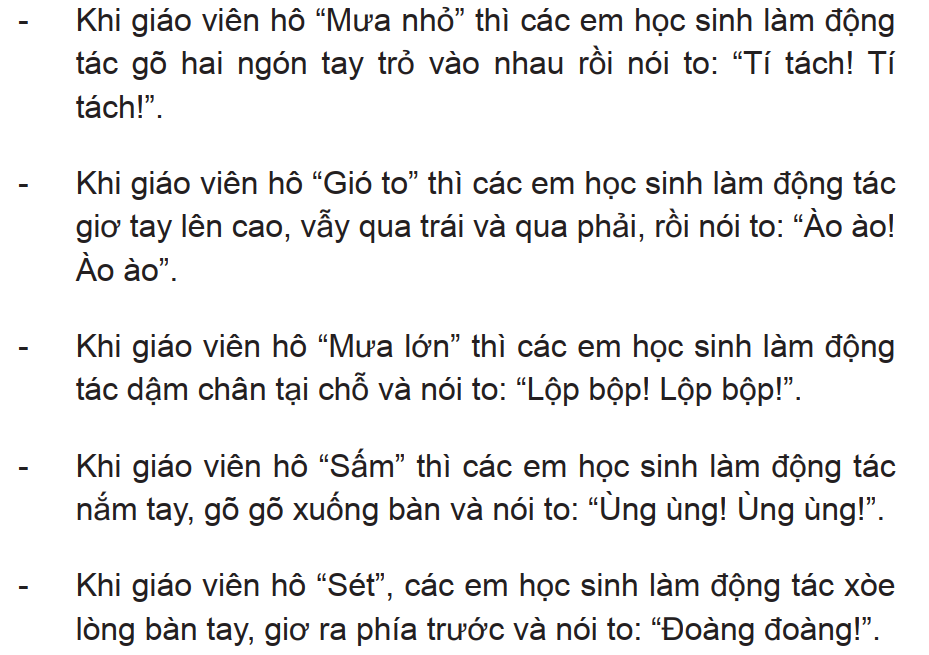 - Khi giáo viên hô “Mưa nhỏ” thì các em học sinh làm động
tác gõ hai ngón tay trỏ vào nhau rồi nói to: “Tí tách! Tí
tách!”.
- Khi giáo viên hô “Gió to” thì các em học sinh làm động tác
giơ tay lên cao, vẫy qua trái và qua phải, rồi nói to: “Ào ào!
Ào ào”.
- Khi giáo viên hô “Mưa lớn” thì các em học sinh làm động
tác dậm chân tại chỗ và nói to: “Lộp bộp! Lộp bộp!”.
- Khi giáo viên hô “Sấm” thì các em học sinh làm động tác
nắm tay, gõ gõ xuống bàn và nói to: “Ùng ùng! Ùng ùng!”.
- Khi giáo viên hô “Sét”, các em học sinh làm động tác xòe
lòng bàn tay, giơ ra phía trước và nói to: “Đoàng đoàng!”.